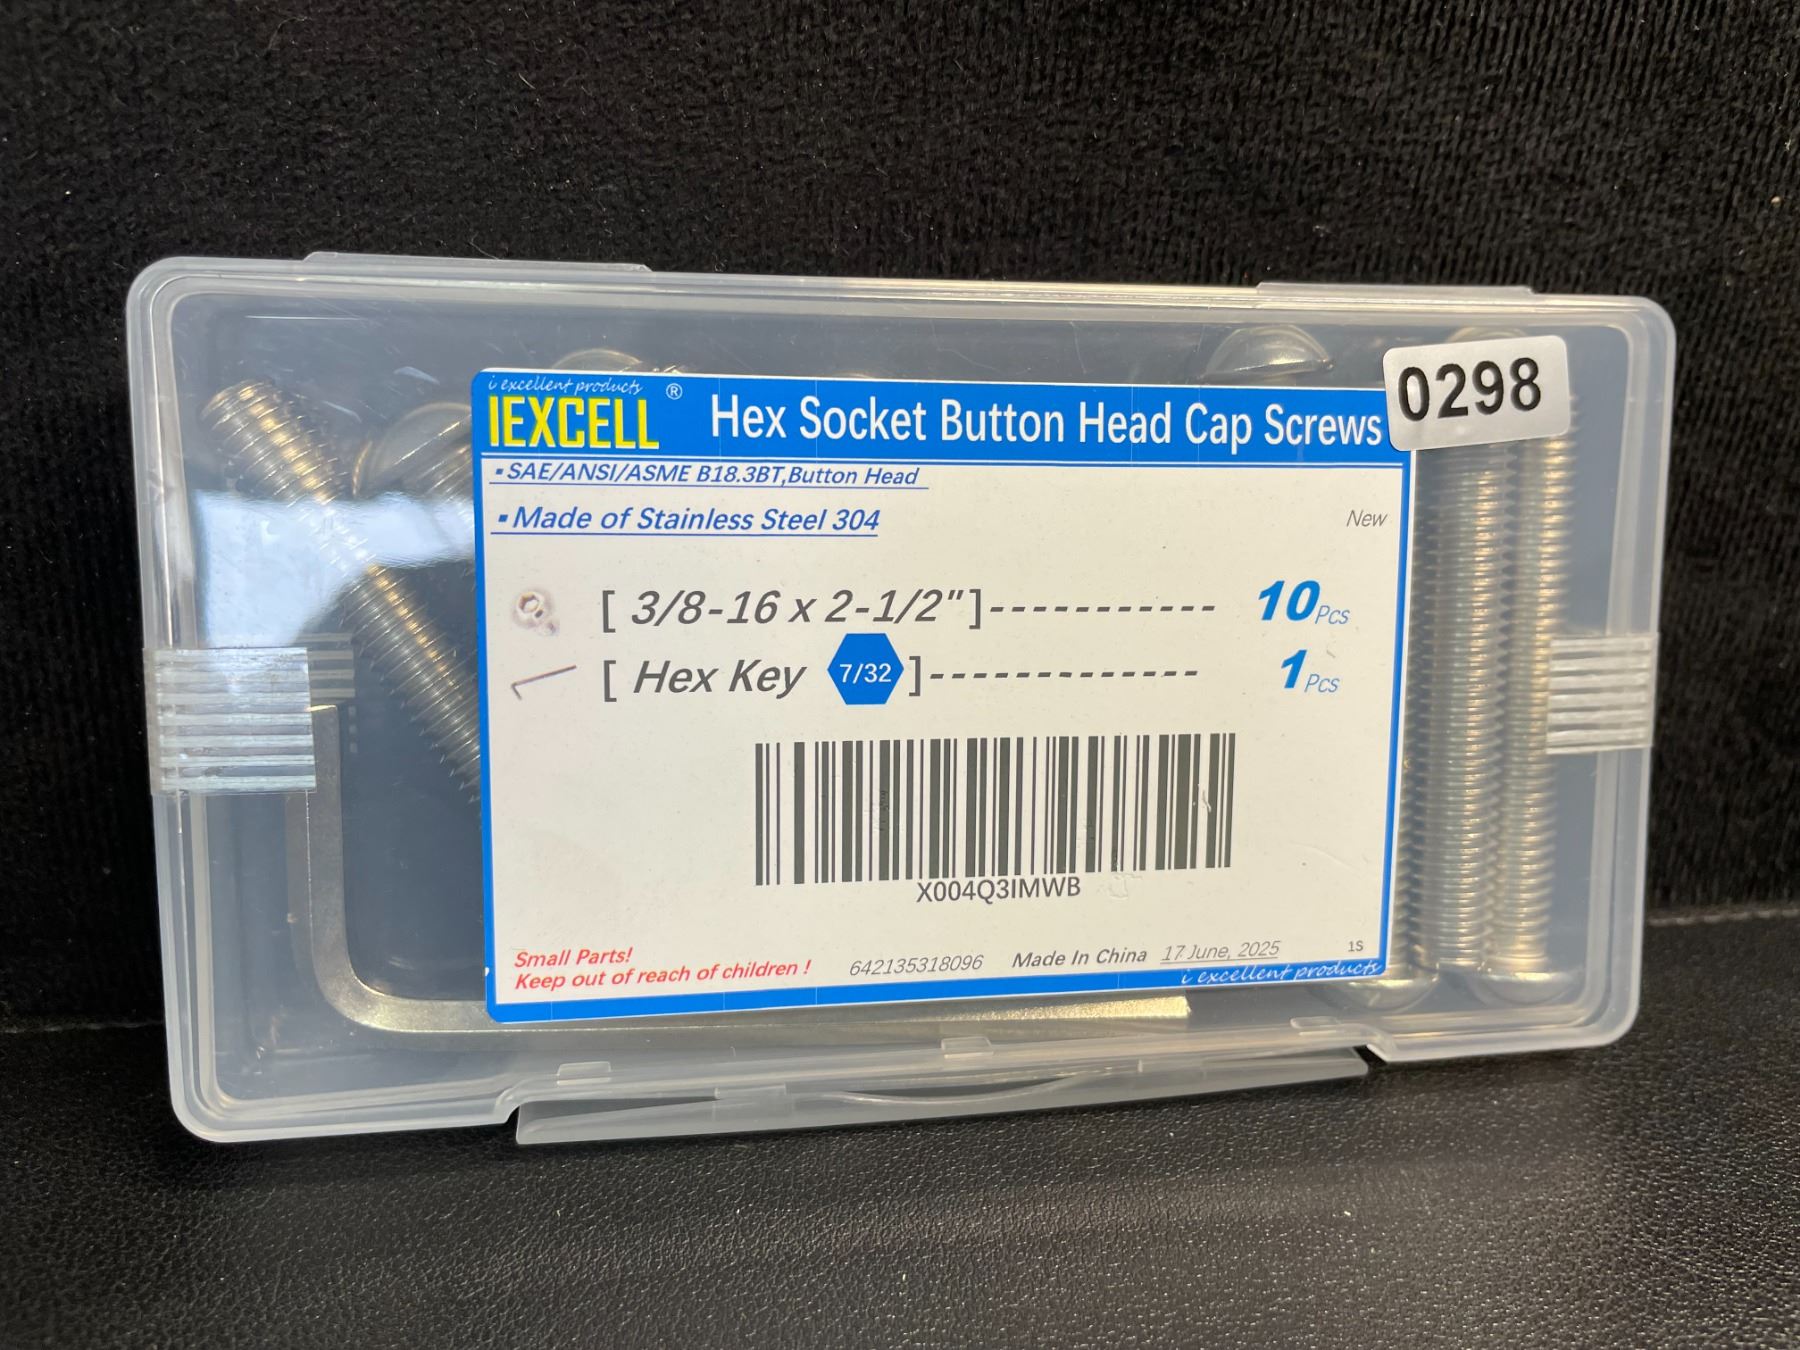 i excellent products
IEXCELL ® Hex Socket Button Head Cap Screws
0298
▪SAE/ANSI/ASME B18.3BT,Button Head
▪Made of Stainless Steel 304
New
[ 3/8-16 x 2-1/2"]----------- 10Pcs
[ Hex Key 7/32 ]------------- 1Pcs
X004Q3IMWB
Small Parts!
Keep out of reach of children !
642135318096 Made In China 17 June, 2025 1S
i excellent products